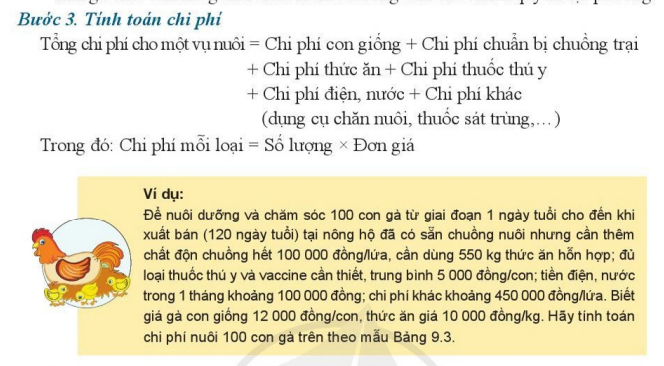 Bước 3. Tính toán chi phí
Tổng chi phí cho một vụ nuôi = Chi phí con giống + Chi phí chuẩn bị chuồng trại
+ Chi phí thức ăn + Chi phí thuốc thú y
+ Chi phí điện, nước + Chi phí khác
(dụng cụ chăn nuôi, thuốc sát trùng,…)
Trong đó: Chi phí mỗi loại = Số lượng × Đơn giá
Ví dụ:
Để nuôi dưỡng và chăm sóc 100 con gà từ giai đoạn 1 ngày tuổi cho đến khi
xuất bán (120 ngày tuổi) tại nông hộ đã có sẵn chuồng nuôi nhưng cần thêm
chất độn chuồng hết 100 000 đồng/lứa, cần dùng 550 kg thức ăn hỗn hợp; đủ
loại thuốc thú y và vaccine cần thiết, trung bình 5 000 đồng/con; tiền điện, nước
trong 1 tháng khoảng 100 000 đồng; chi phí khác khoảng 450 000 đồng/lứa. Biết
giá gà con giống 12 000 đồng/con, thức ăn giá 10 000 đồng/kg. Hãy tính toán
chi phí nuôi 100 con gà trên theo mẫu Bảng 9.3.